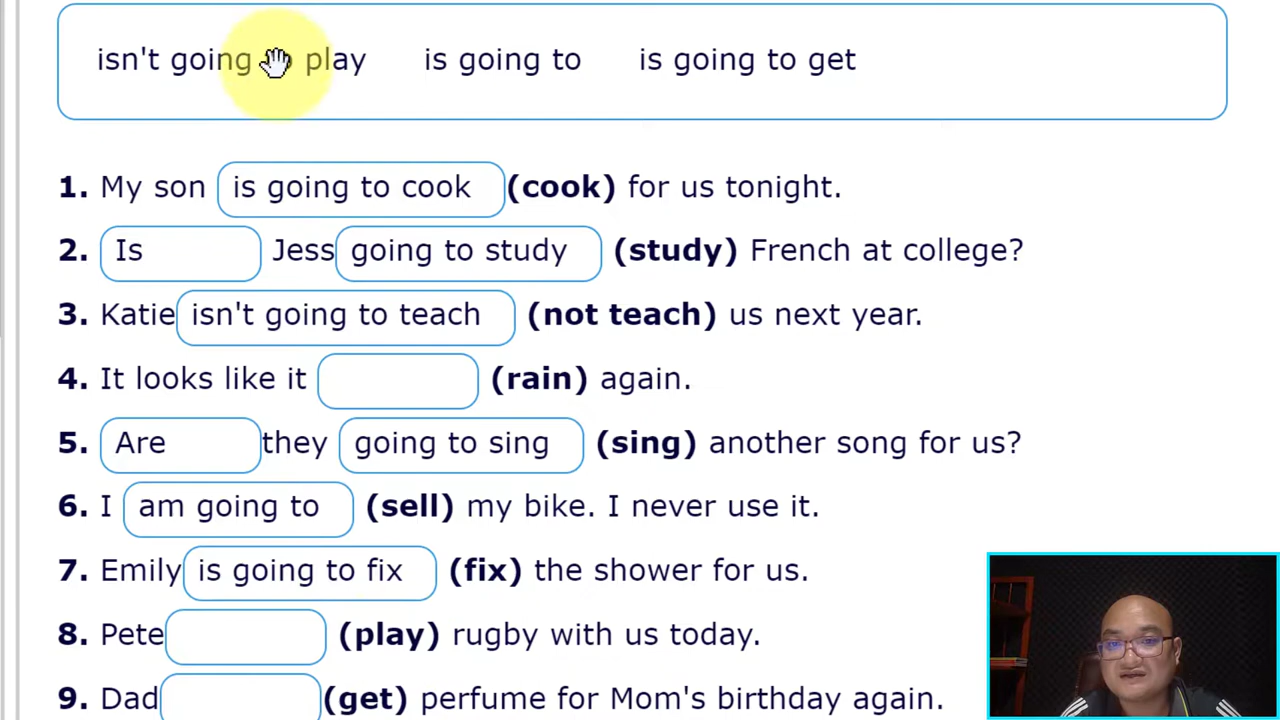 isn't going to play is going to is going to get
1. My son is going to cook (cook) for us tonight.
2. Is Jess going to study (study) French at college?
3. Katie isn't going to teach (not teach) us next year.
4. It looks like it (rain) again.
5. Are they going to sing (sing) another song for us?
6. I am going to (sell) my bike. I never use it.
7. Emily is going to fix (fix) the shower for us.
8. Pete (play) rugby with us today.
9. Dad (get) perfume for Mom's birthday again.